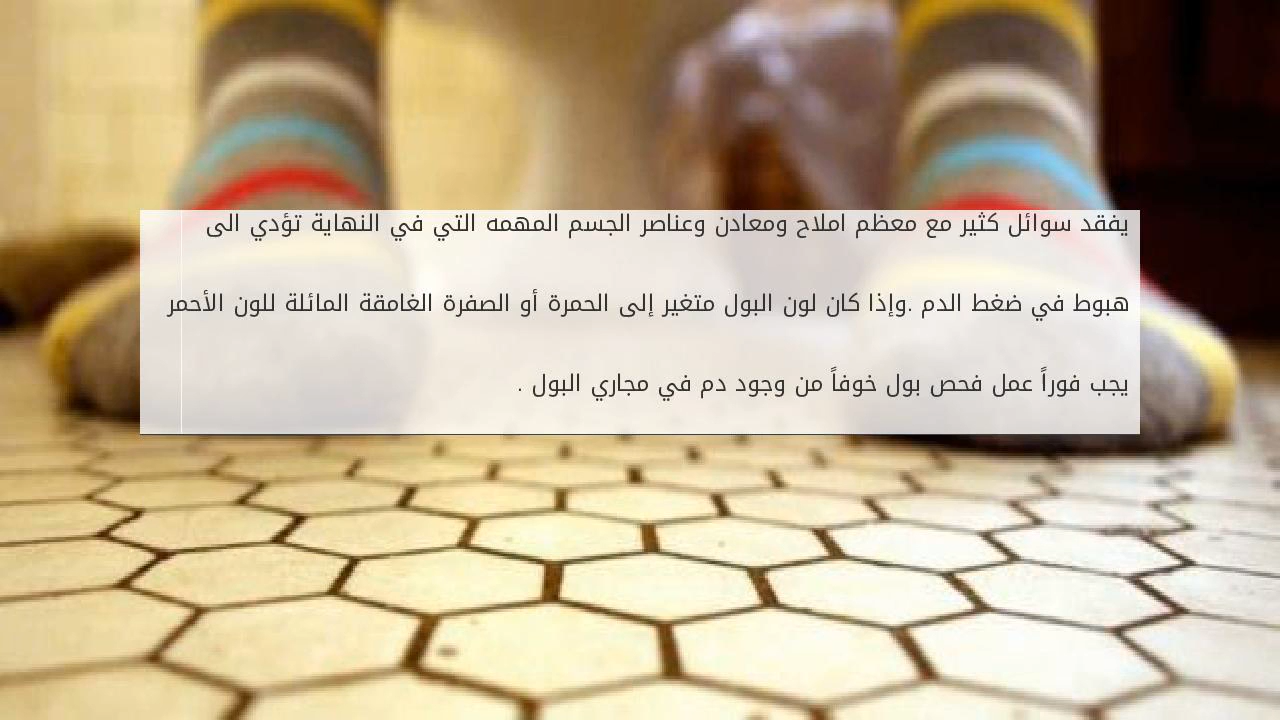 يفقد سوائل كثير مع معظم املاح ومعادن وعناصر الجسم المهمه التي في النهاية تؤدي الى
هبوط في ضغط الدم .وإذا كان لون البول متغير إلى الحمرة أو الصفرة الغامقة المائلة للون الأحمر
يجب فوراً عمل فحص بول خوفاً من وجود دم في مجاري البول .